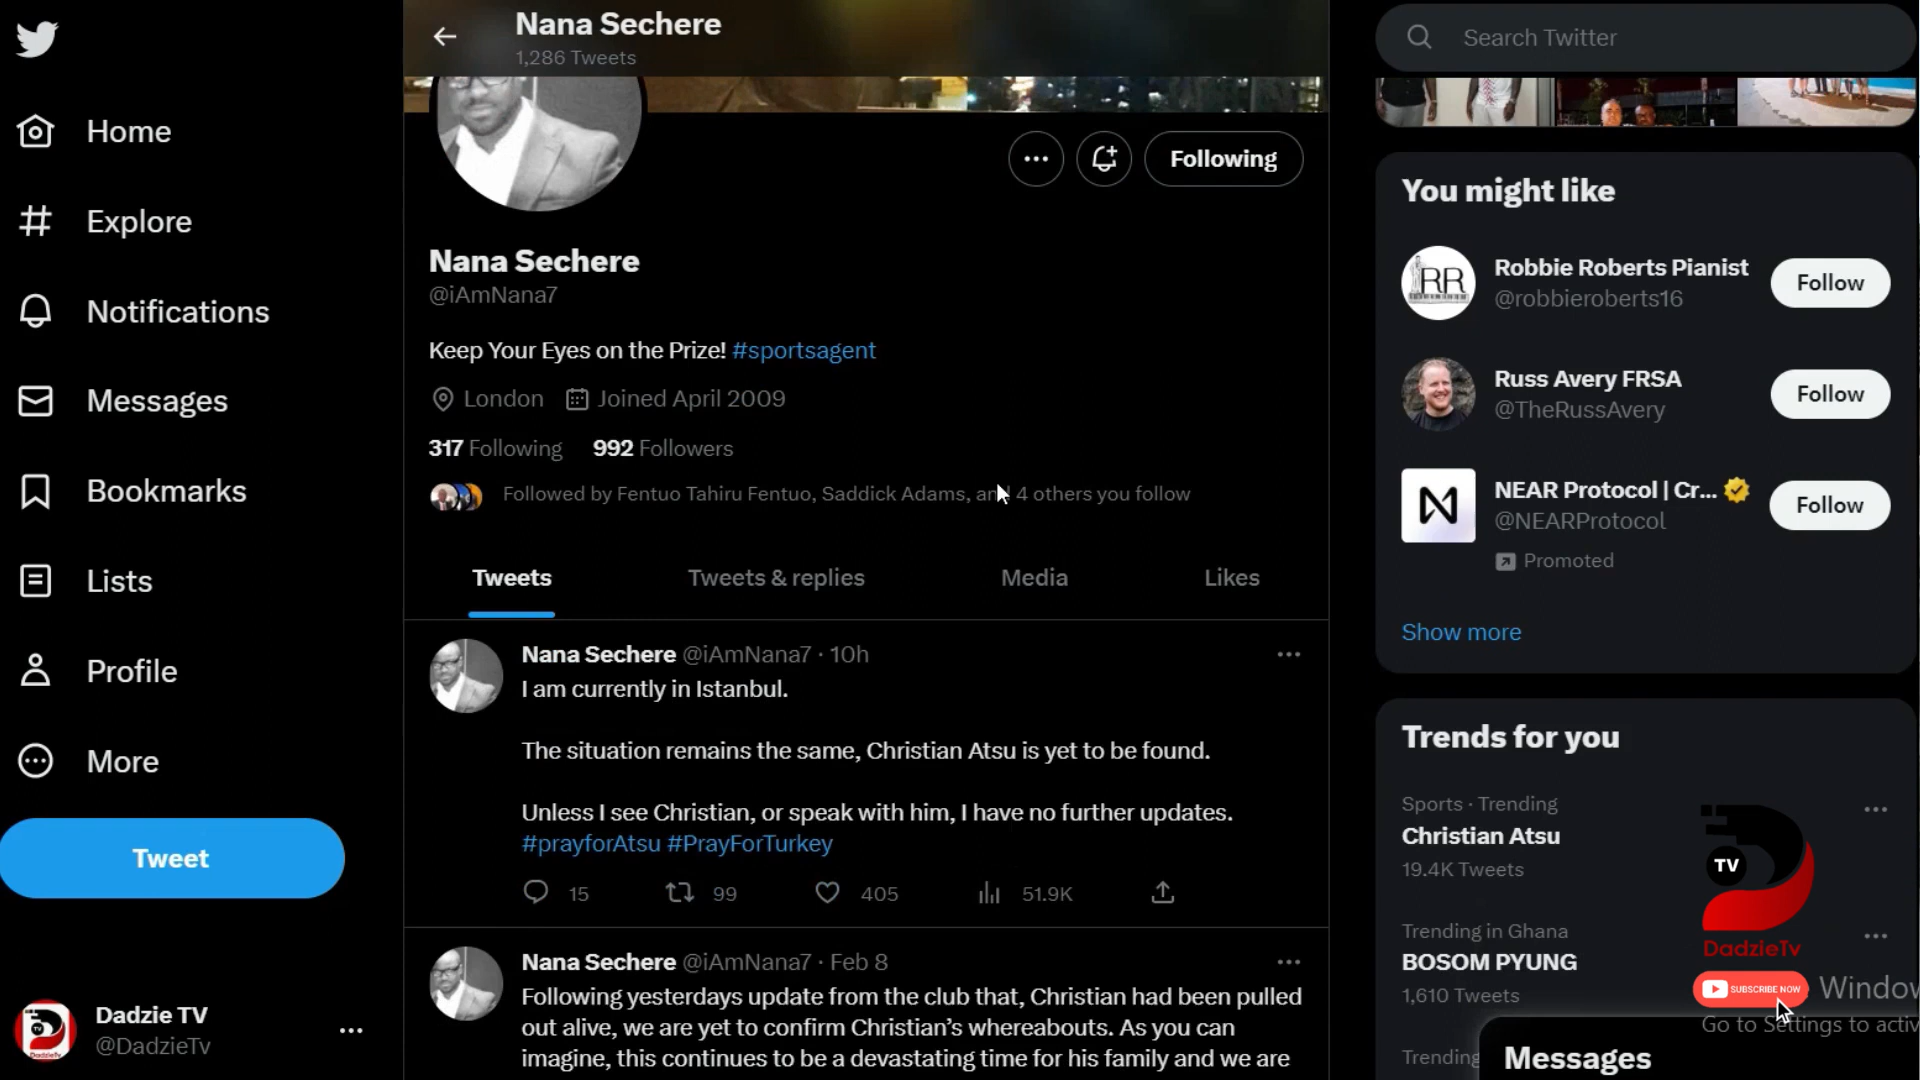 Nana Sechere
1,286 Tweets
Search Twitter
Home
Explore
Notifications
Messages
Bookmarks
Lists
Profile
More
Tweet
Dadzie TV
@DadzieTv
TV
DadzieTv
Following
Nana Sechere
@iAmNana7
Keep Your Eyes on the Prize! #sportsagent
London Joined April 2009
317 Following 992 Followers
Followed by Fentuo Tahiru Fentuo, Saddick Adams, and 4 others you follow
Tweets Tweets & replies Media Likes
Nana Sechere @iAmNana7 · 10h
I am currently in Istanbul.
The situation remains the same, Christian Atsu is yet to be found.
Unless I see Christian, or speak with him, I have no further updates.
#prayforAtsu #PrayForTurkey
15 99 405 51.9K
Nana Sechere @iAmNana7 · Feb 8
Following yesterdays update from the club that, Christian had been pulled
out alive, we are yet to confirm Christian’s whereabouts. As you can
imagine, this continues to be a devastating time for his family and we are
You might like
RR
Robbie Roberts Pianist
@robbieroberts16
Follow
Russ Avery FRSA
@TheRussAvery
Follow
NEAR Protocol | Cr...
@NEARProtocol
Follow
Promoted
Show more
Trends for you
Sports · Trending
Christian Atsu
19.4K Tweets
Trending in Ghana
BOSOM PYUNG
1,610 Tweets
Trending
TV
DadzieTv
SUBSCRIBE NOW
Window
Go to Settings to activ
Messages